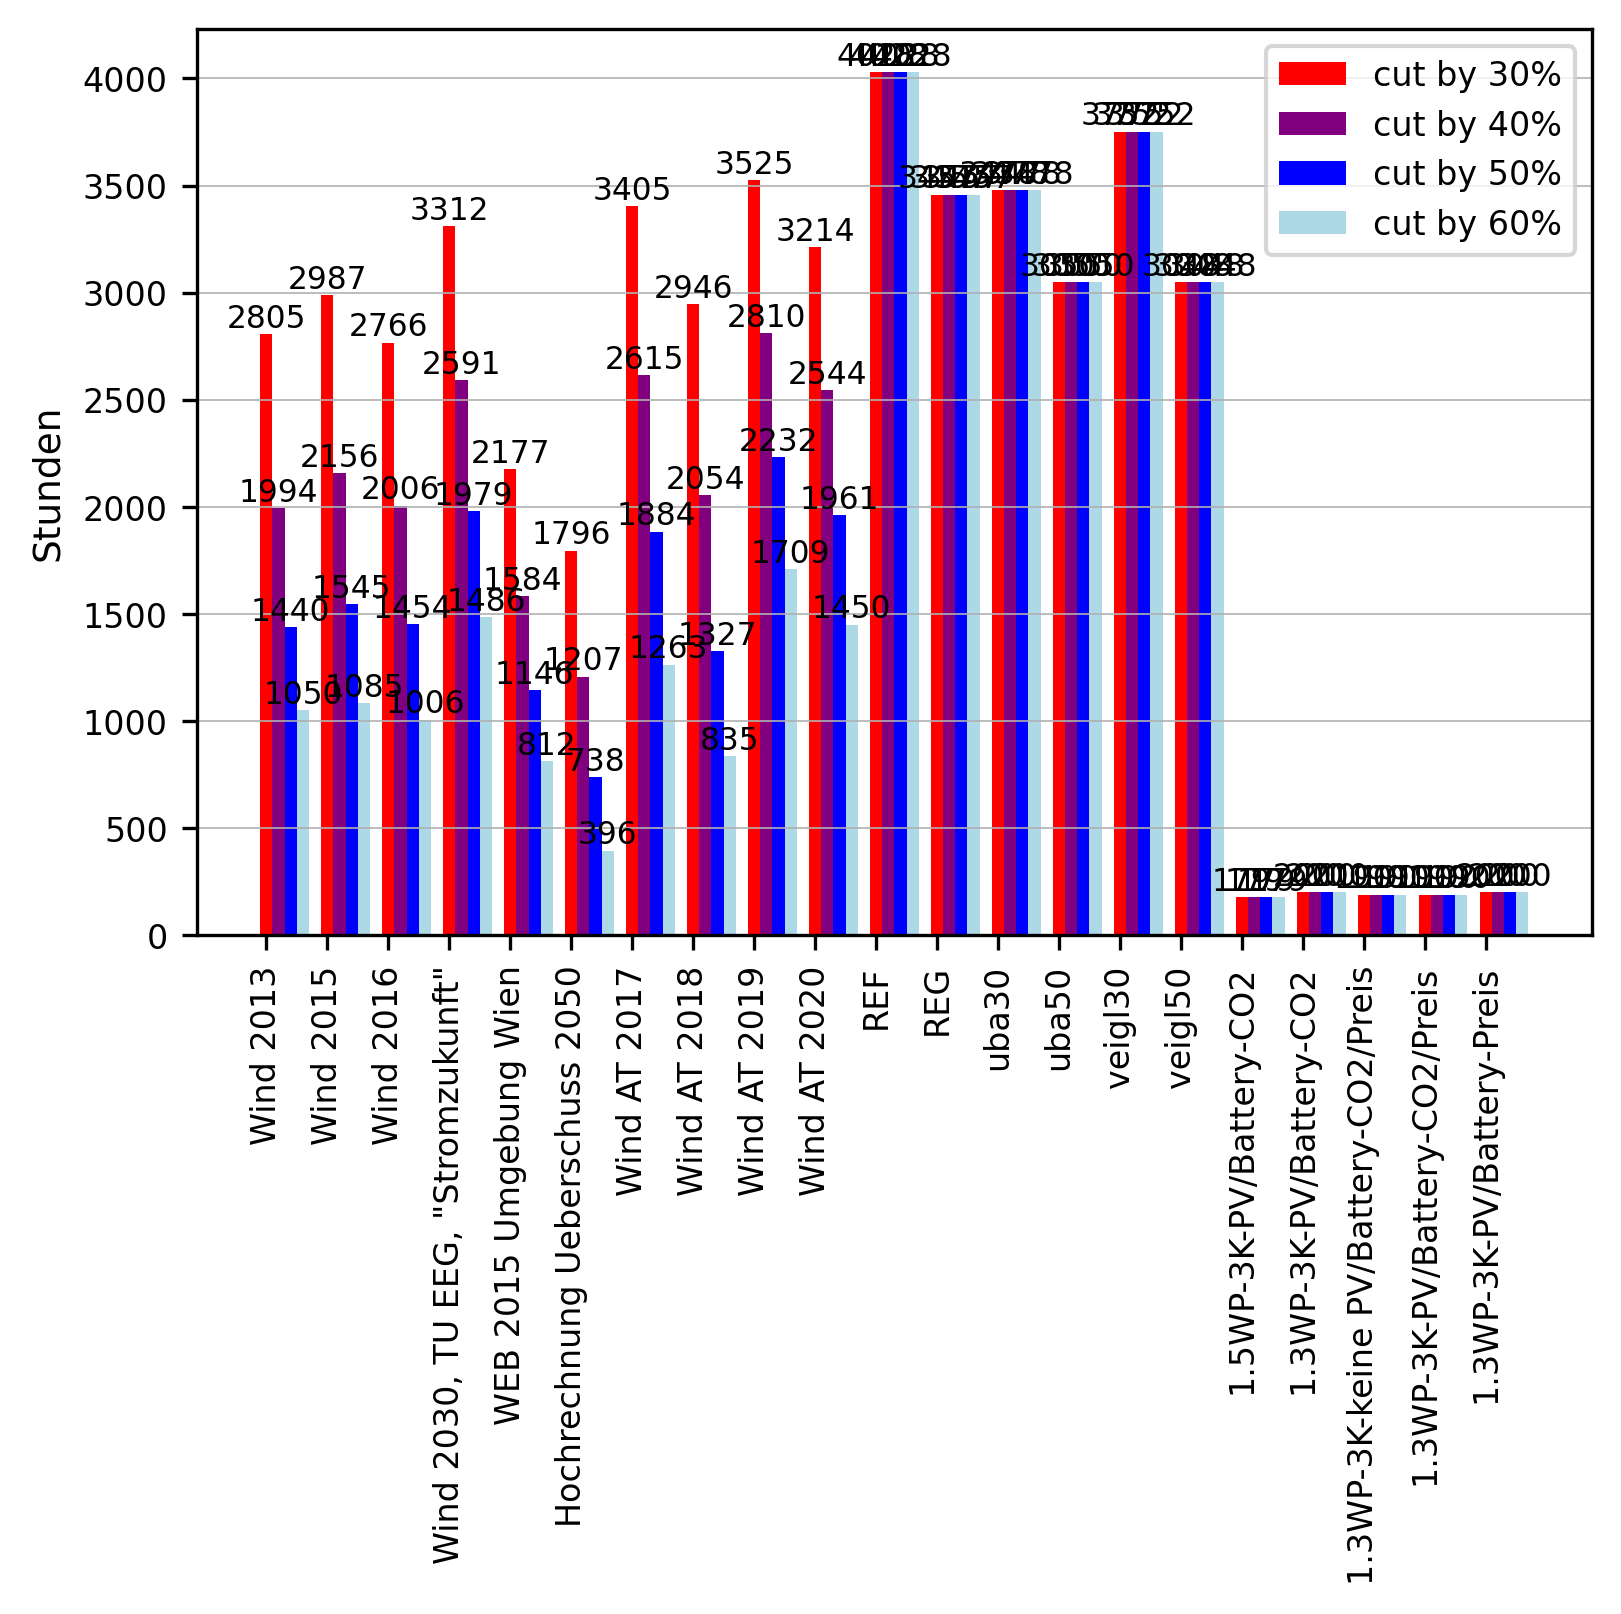 4000
3500
3000
2500
2000
1500
1000
500
0
Stunden
cut by 30%
cut by 40%
cut by 50%
cut by 60%
2805
1994
1440
1050
2987
2156
1545
1085
2766
2006
1454
1006
3312
2591
1979
1486
2177
1584
1146
812
1796
1207
738
396
3405
2615
1884
1263
2946
2054
1327
835
3525
2810
2232
1709
3214
2544
1961
1450
Wind 2013
Wind 2015
Wind 2016
Wind 2030, TU EEG, "Stromzukunft"
WEB 2015 Umgebung Wien
Hochrechnung Ueberschuss 2050
Wind AT 2017
Wind AT 2018
Wind AT 2019
Wind AT 2020
REF
REG
uba30
uba50
veigl30
veigl50
1.5WP-3K-PV/Battery-CO2
1.3WP-3K-PV/Battery-CO2
1.3WP-3K-keine PV/Battery-CO2/Preis
1.3WP-3K-PV/Battery-CO2/Preis
1.3WP-3K-PV/Battery-Preis